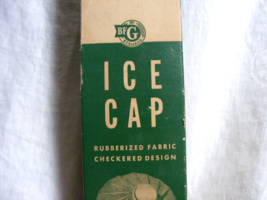 BFG
ICE
CAP
RUBBERIZED FABRIC
CHECKERED DESIGN